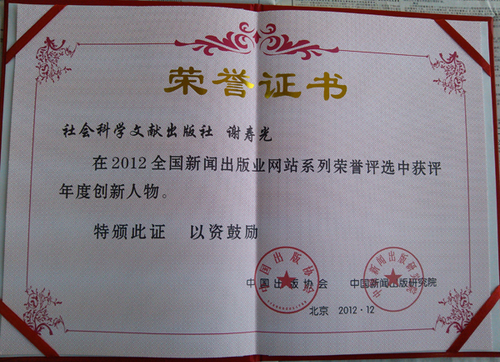 荣誉证书
社会科学文献出版社 谢寿光
在2012全国新闻出版业网站系列荣誉评选中获评
年度创新人物。
特颁此证 以资鼓励
中国出版协会 中国新闻出版研究院
北京 2012·12